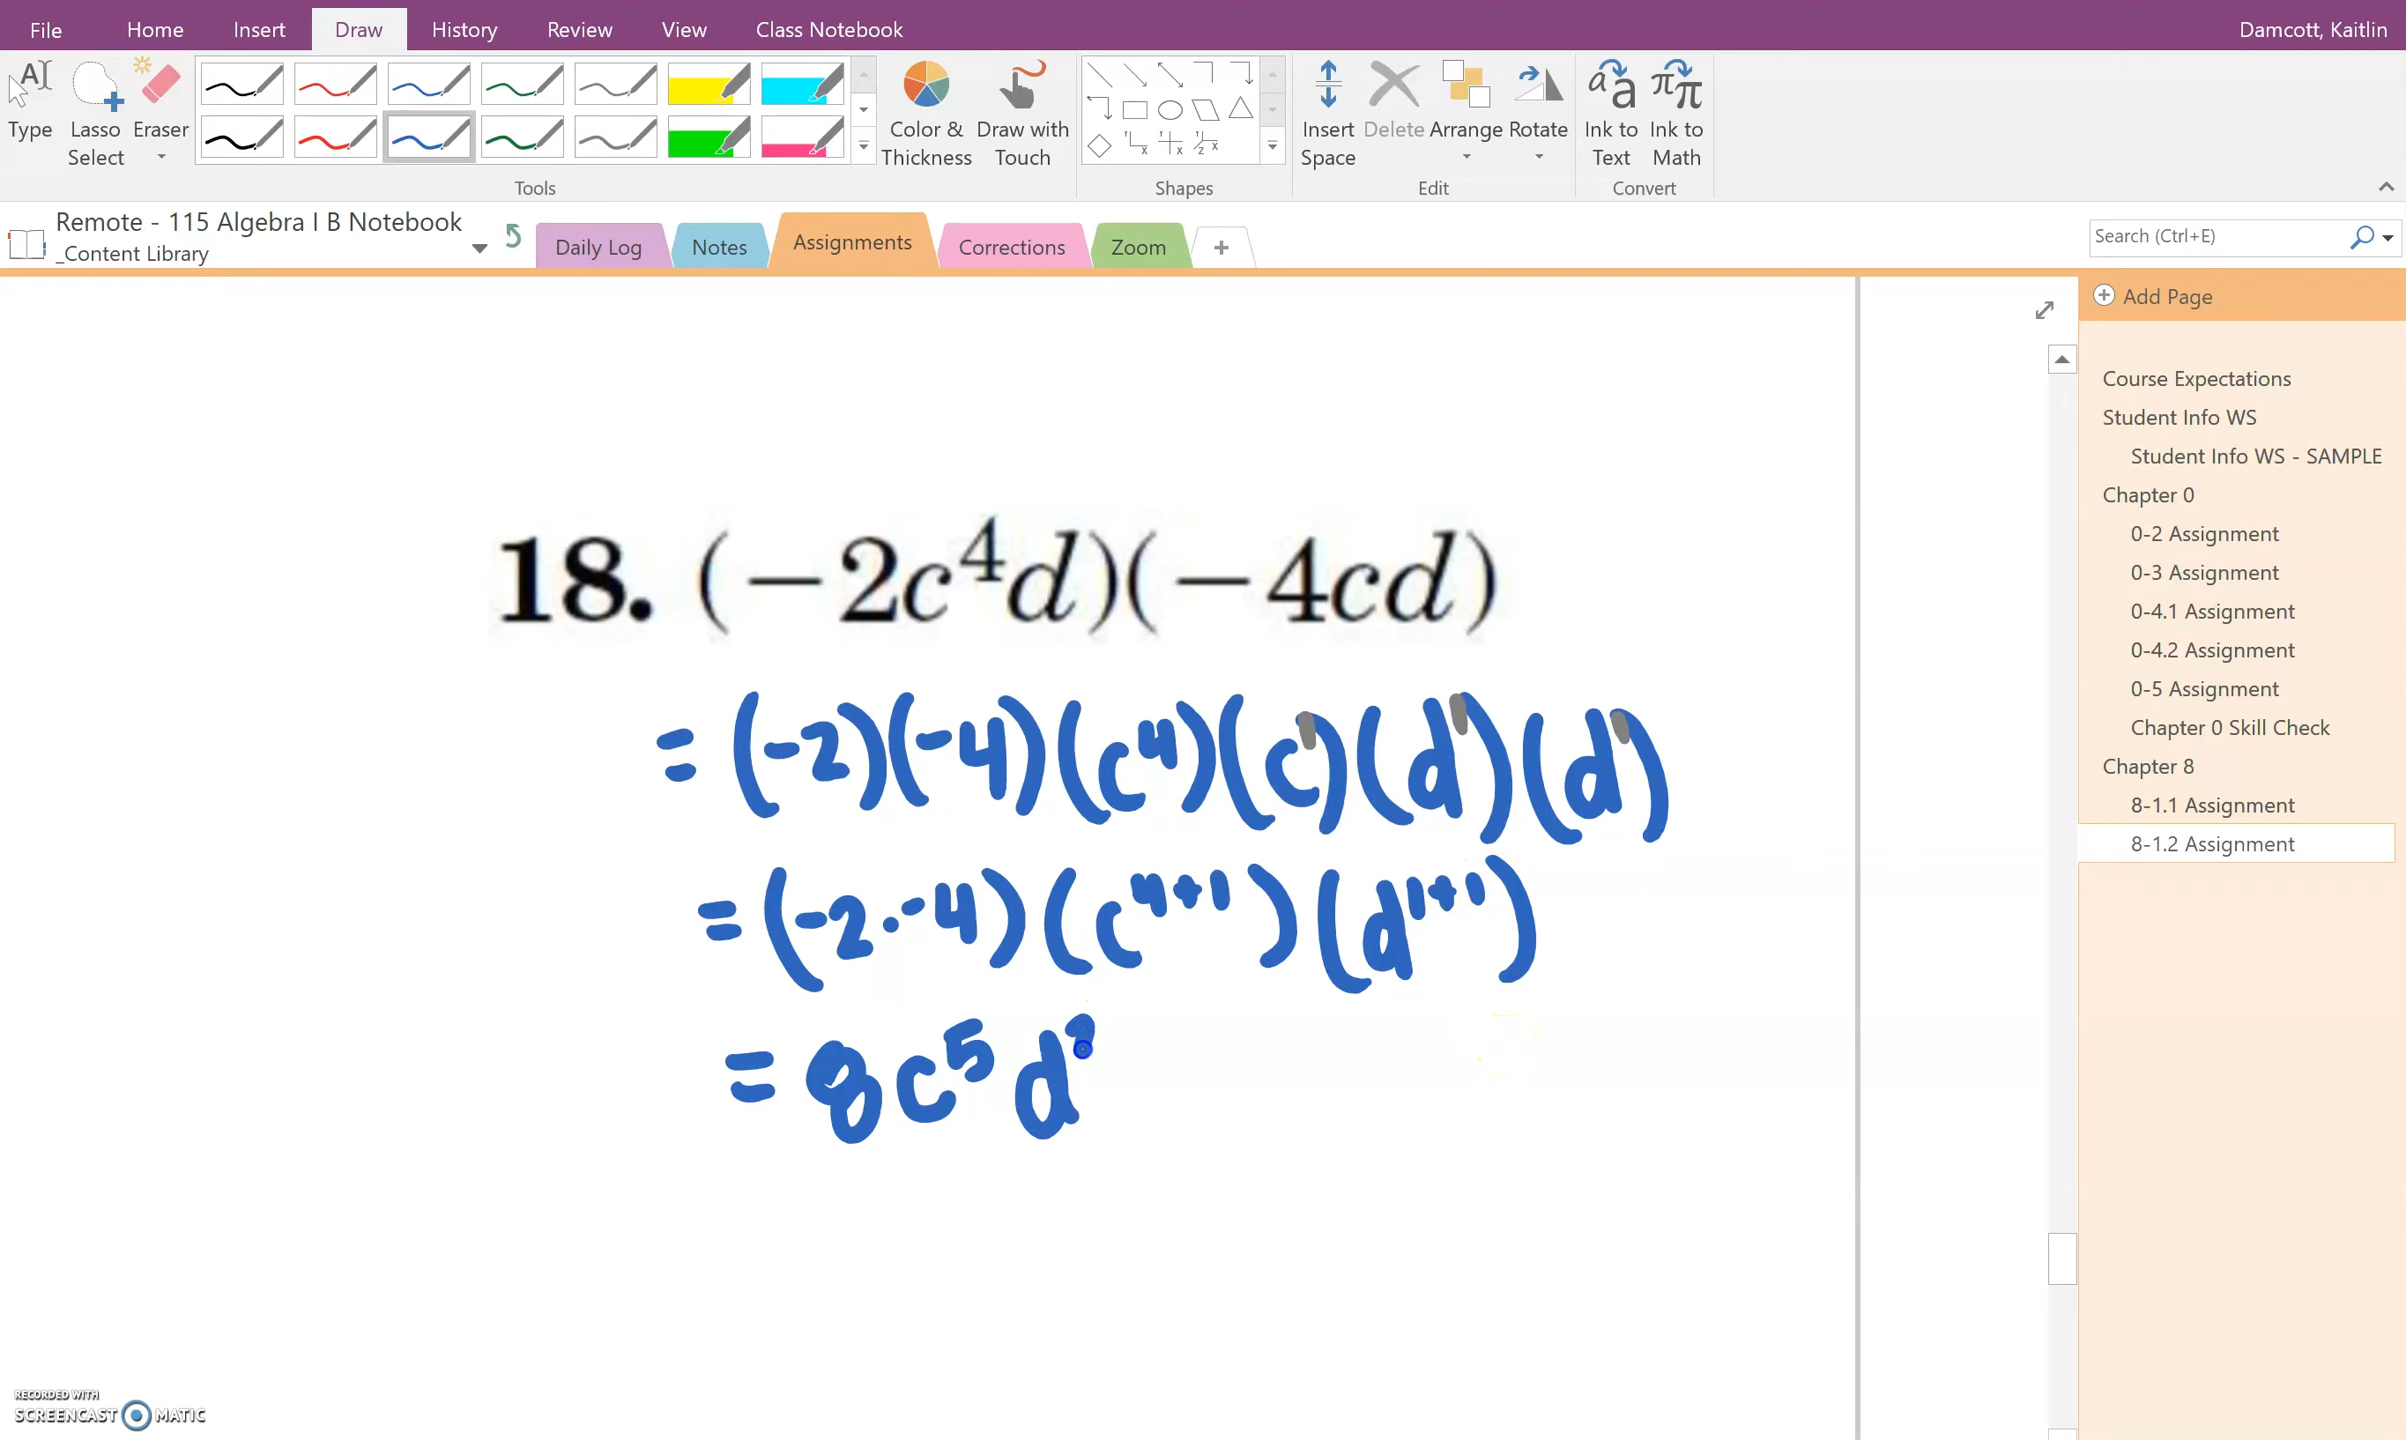 File Home Insert Draw History Review View Class Notebook Damcott, Kaitlin
Type Lasso Select Eraser Color & Thickness Draw with Touch Insert Space Delete Arrange Rotate Ink to Text Ink to Math
Tools Shapes Edit Convert
Remote - 115 Algebra I B Notebook
_Content Library
Daily Log Notes Assignments Corrections Zoom + Search (Ctrl+E)
Add Page
Course Expectations
Student Info WS
Student Info WS - SAMPLE
Chapter 0
0-2 Assignment
0-3 Assignment
0-4.1 Assignment
0-4.2 Assignment
0-5 Assignment
Chapter 0 Skill Check
Chapter 8
8-1.1 Assignment
8-1.2 Assignment
18. (−2c⁴d)(−4cd)
= (-2)(-4)(c⁴)(c¹)(d¹)(d¹)
= (-2·-4)(c⁴⁺¹)(d¹⁺¹)
= 8c⁵d
RECORDED WITH
SCREENCAST MATIC